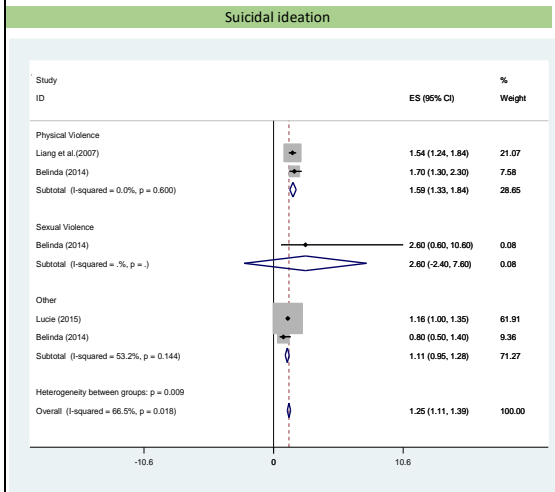 Suicidal ideation
Study %
ID ES (95% CI) Weight
Physical Violence
Liang et al.(2007) 1.54 (1.24, 1.84) 21.07
Belinda (2014) 1.70 (1.30, 2.30) 7.58
Subtotal (I-squared = 0.0%, p = 0.600) 1.59 (1.33, 1.84) 28.65
Sexual Violence
Belinda (2014) 2.60 (0.60, 10.60) 0.08
Subtotal (I-squared = .%, p = .) 2.60 (-2.40, 7.60) 0.08
Other
Lucie (2015) 1.16 (1.00, 1.35) 61.91
Belinda (2014) 0.80 (0.50, 1.40) 9.36
Subtotal (I-squared = 53.2%, p = 0.144) 1.11 (0.95, 1.28) 71.27
Heterogeneity between groups: p = 0.009
Overall (I-squared = 66.5%, p = 0.018) 1.25 (1.11, 1.39) 100.00
-10.6 0 10.6